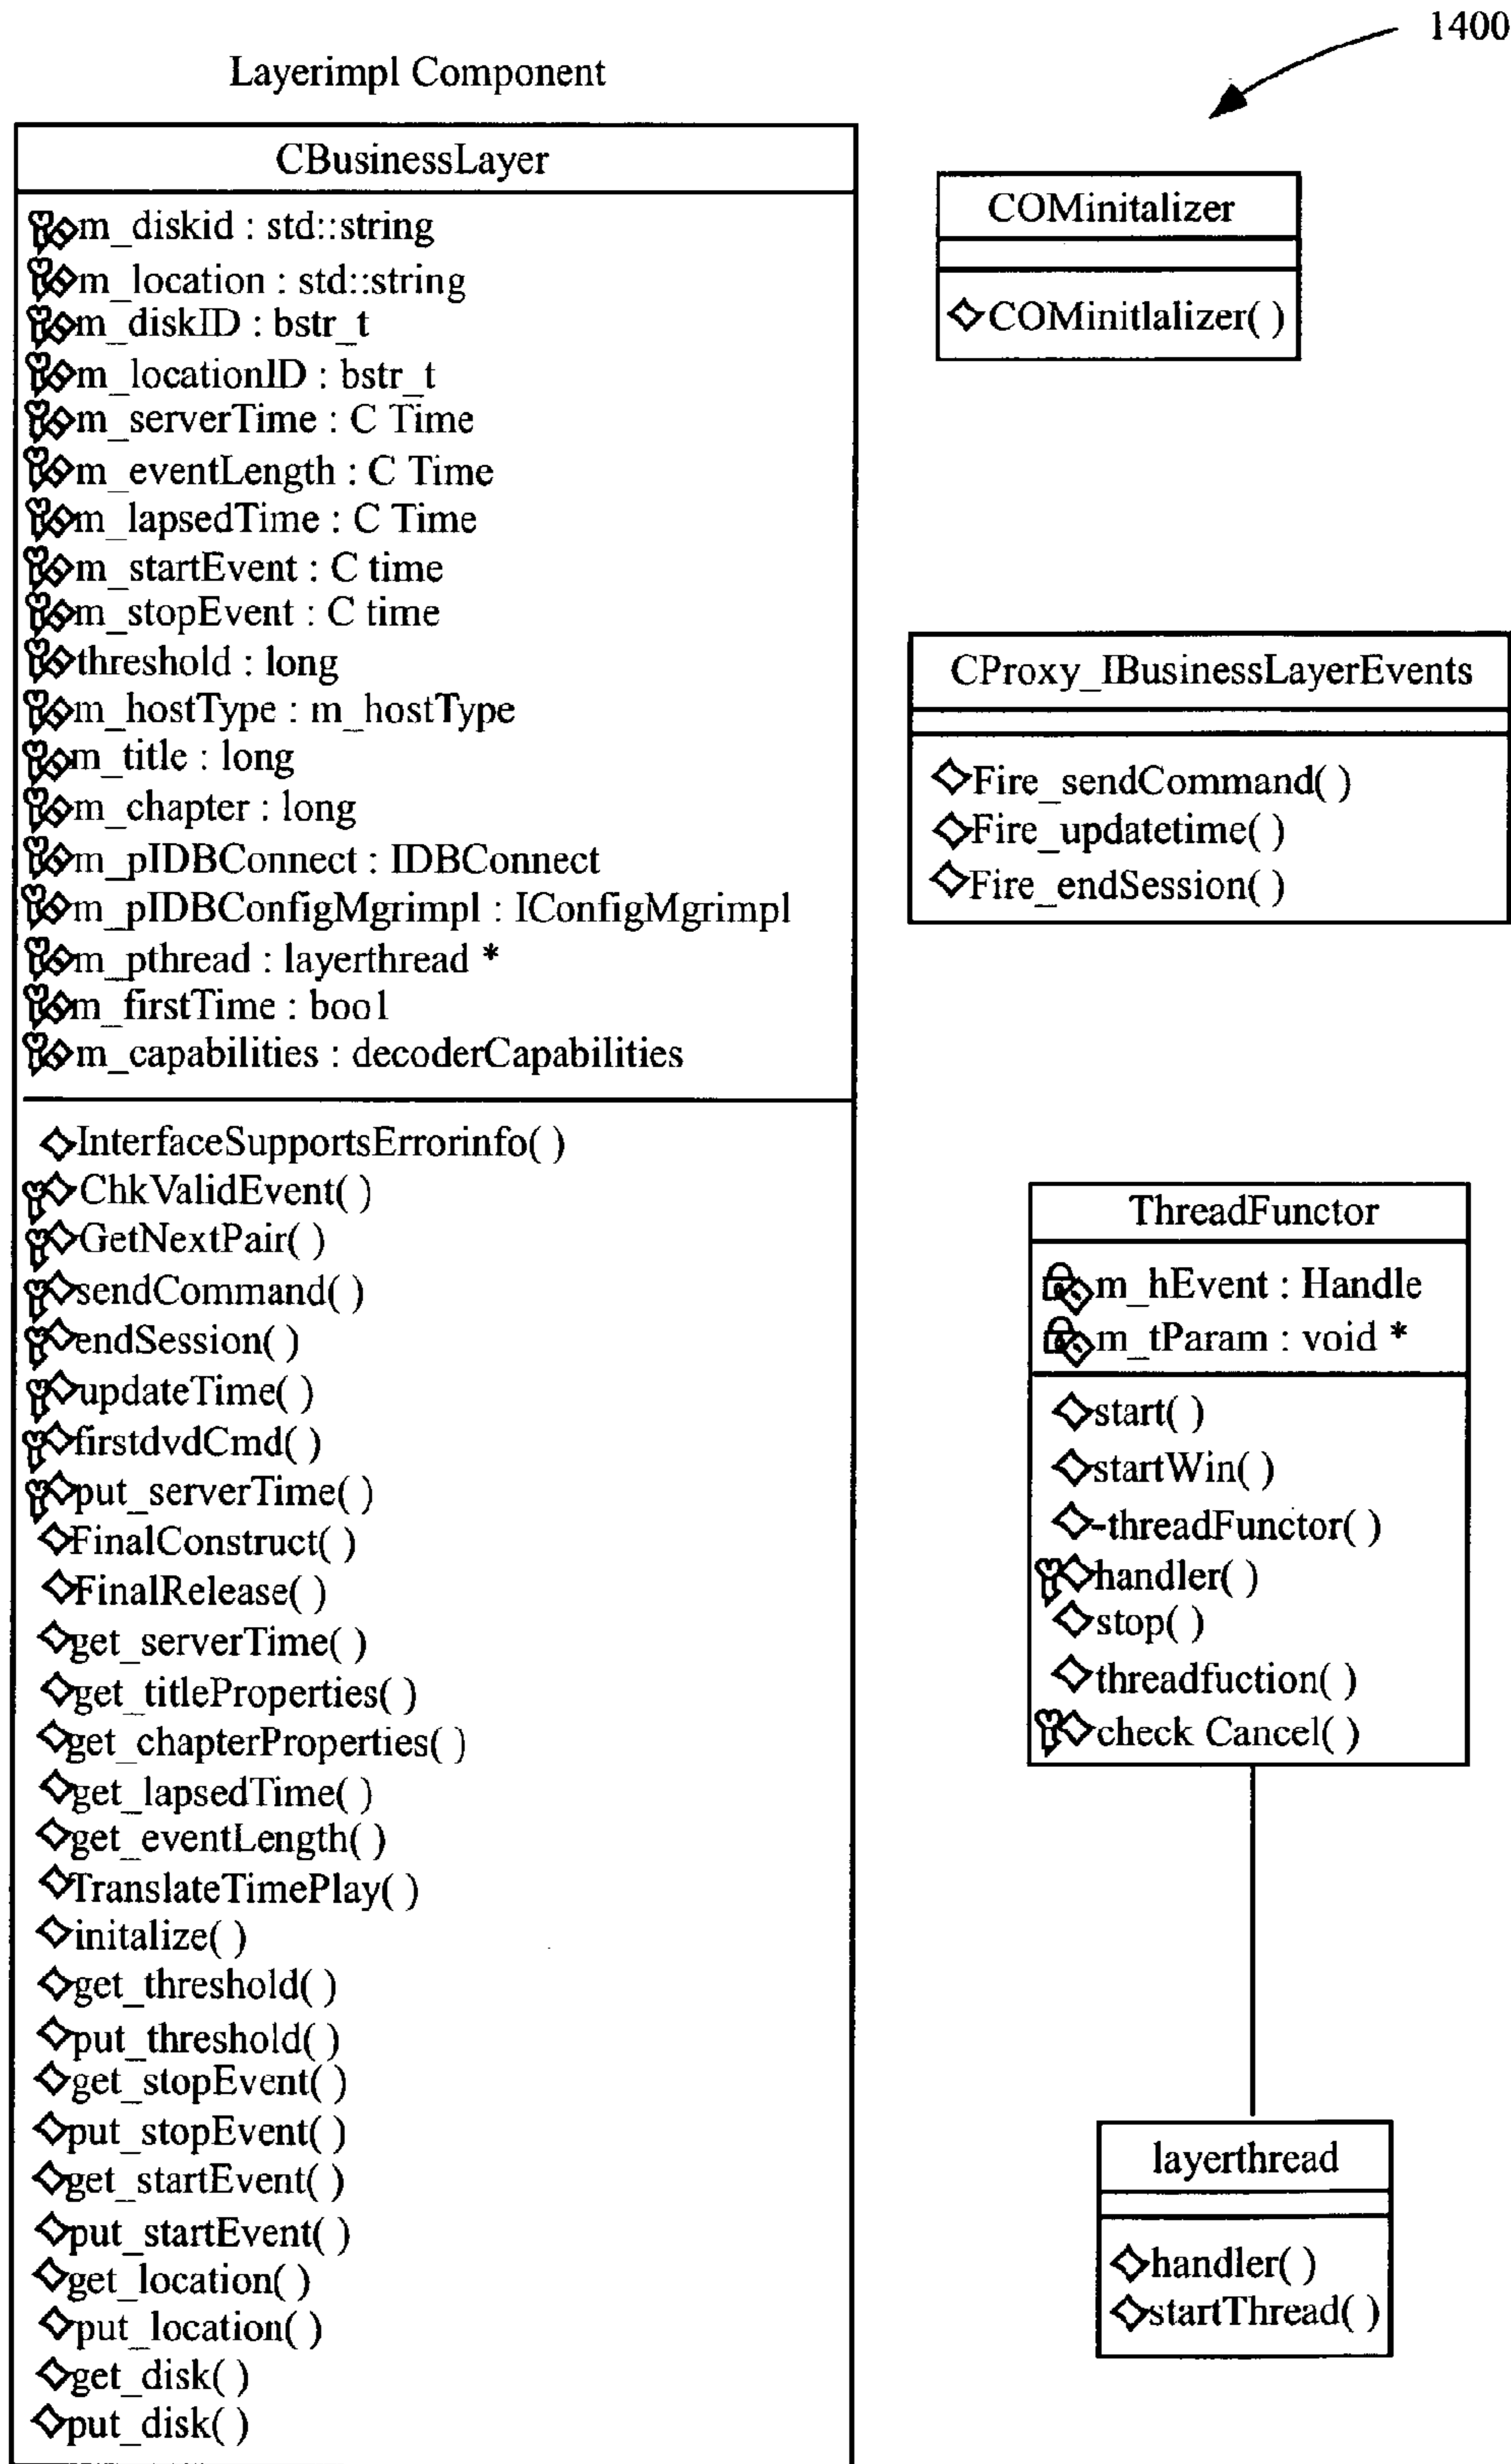 1400
Layerimpl Component
CBusinessLayer
m_diskid : std::string
m_location : std::string
m_diskID : bstr_t
m_locationID : bstr_t
m_serverTime : C Time
m_eventLength : C Time
m_lapsedTime : C Time
m_startEvent : C time
m_stopEvent : C time
threshold : long
m_hostType : m_hostType
m_title : long
m_chapter : long
m_pIDBConnect : IDBConnect
m_pIDBConfigMgrimpl : IConfigMgrimpl
m_pthread : layerthread *
m_firstTime : bool
m_capabilities : decoderCapabilities
InterfaceSupportsErrorinfo( )
ChkValidEvent( )
GetNextPair( )
sendCommand( )
endSession( )
updateTime( )
firstdvdCmd( )
put_serverTime( )
FinalConstruct( )
FinalRelease( )
get_serverTime( )
get_titleProperties( )
get_chapterProperties( )
get_lapsedTime( )
get_eventLength( )
TranslateTimePlay( )
initalize( )
get_threshold( )
put_threshold( )
get_stopEvent( )
put_stopEvent( )
get_startEvent( )
put_startEvent( )
get_location( )
put_location( )
get_disk( )
put_disk( )
COMinitalizer
COMinitlalizer( )
CProxy_IBusinessLayerEvents
Fire_sendCommand( )
Fire_updatetime( )
Fire_endSession( )
ThreadFunctor
m_hEvent : Handle
m_tParam : void *
start( )
startWin( )
-threadFunctor( )
handler( )
stop( )
threadfuction( )
check Cancel( )
layerthread
handler( )
startThread( )